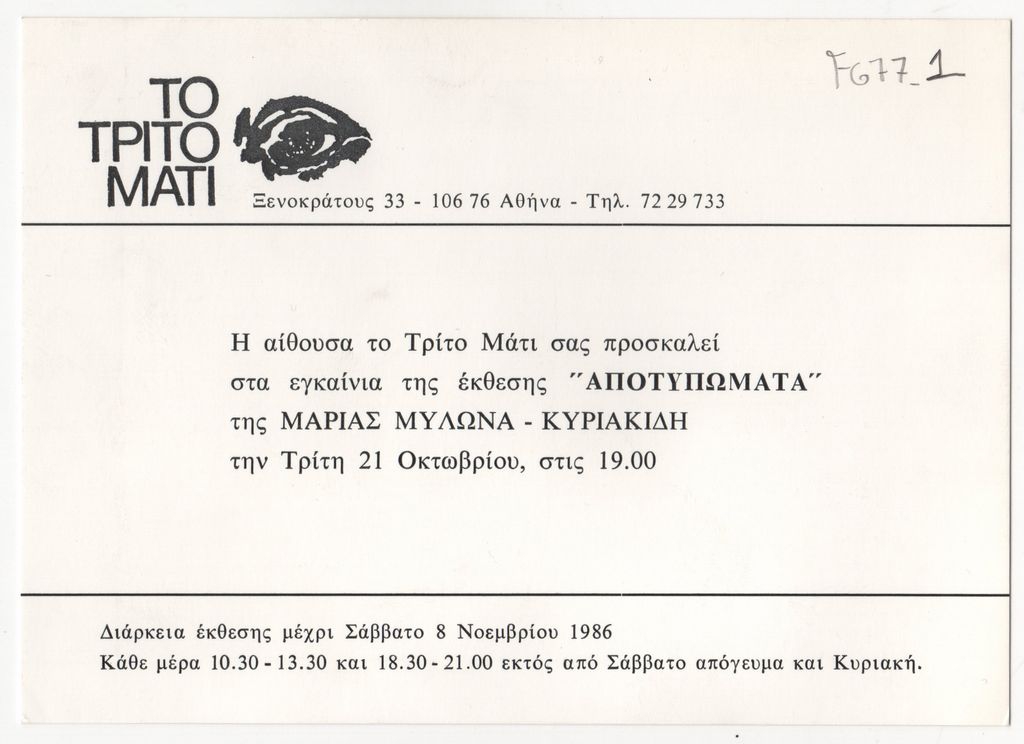 F677_1
ΤΟ
ΤΡΙΤΟ
ΜΑΤΙ
Ξενοκράτους 33 - 106 76 Αθήνα - Τηλ. 72 29 733
Η αίθουσα το Τρίτο Μάτι σας προσκαλεί
στα εγκαίνια της έκθεσης "ΑΠΟΤΥΠΩΜΑΤΑ"
της ΜΑΡΙΑΣ ΜΥΛΩΝΑ - ΚΥΡΙΑΚΙΔΗ
την Τρίτη 21 Οκτωβρίου, στις 19.00
Διάρκεια έκθεσης μέχρι Σάββατο 8 Νοεμβρίου 1986
Κάθε μέρα 10.30 - 13.30 και 18.30 - 21.00 εκτός από Σάββατο απόγευμα και Κυριακή.